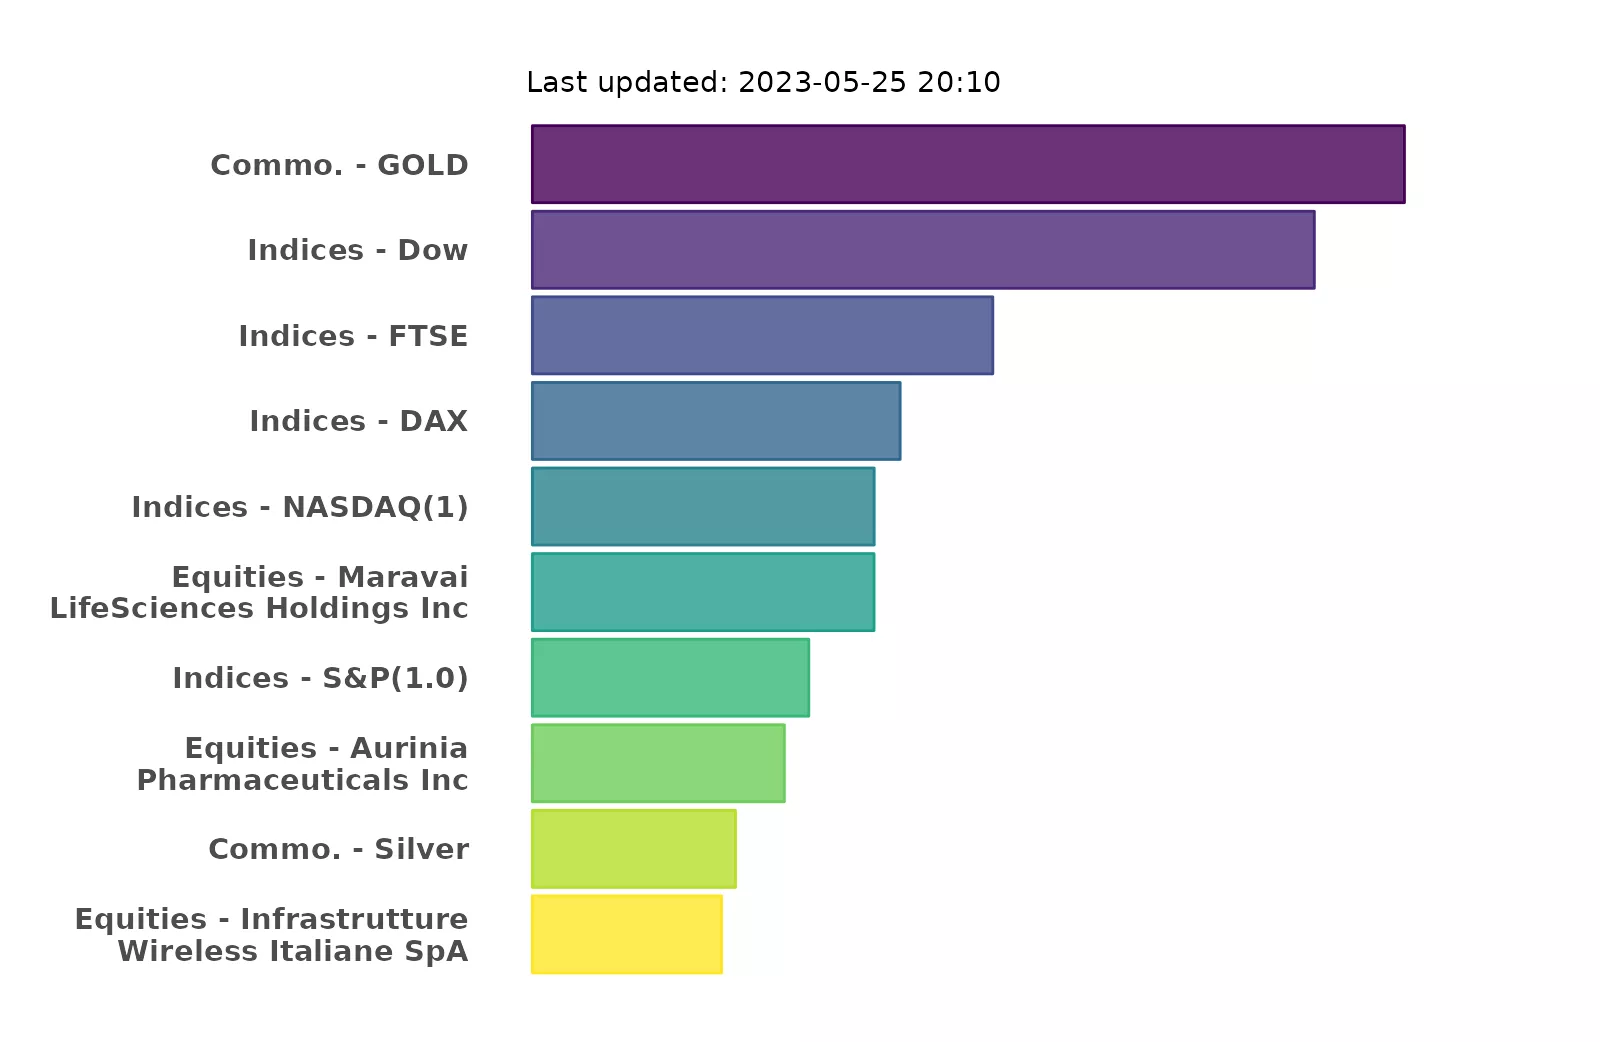 Last updated: 2023-05-25 20:10
Commo. - GOLD
Indices - Dow
Indices - FTSE
Indices - DAX
Indices - NASDAQ(1)
Equities - Maravai
LifeSciences Holdings Inc
Indices - S&P(1.0)
Equities - Aurinia
Pharmaceuticals Inc
Commo. - Silver
Equities - Infrastrutture
Wireless Italiane SpA